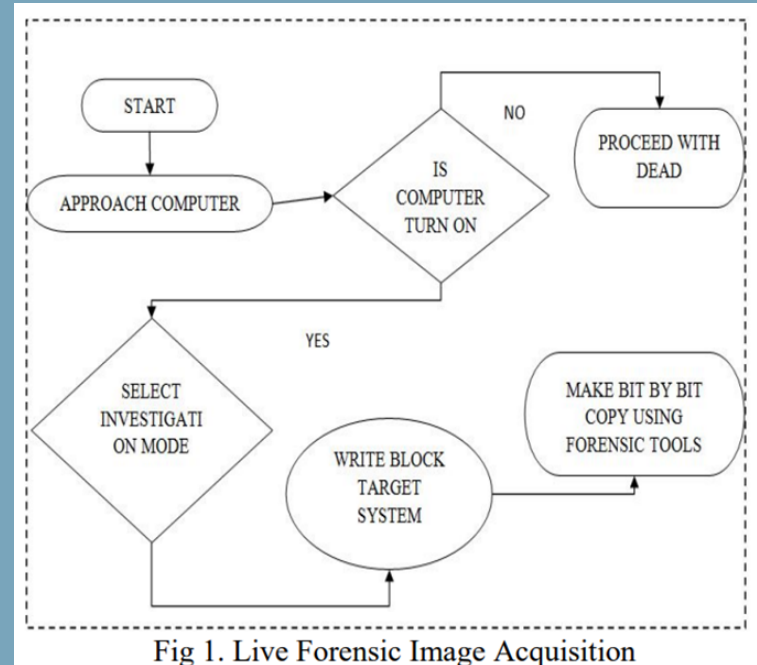 START
APPROACH COMPUTER
IS
COMPUTER
TURN ON
NO
PROCEED WITH
DEAD
YES
SELECT
INVESTIGATI
ON MODE
WRITE BLOCK
TARGET
SYSTEM
MAKE BIT BY BIT
COPY USING
FORENSIC TOOLS
Fig 1. Live Forensic Image Acquisition